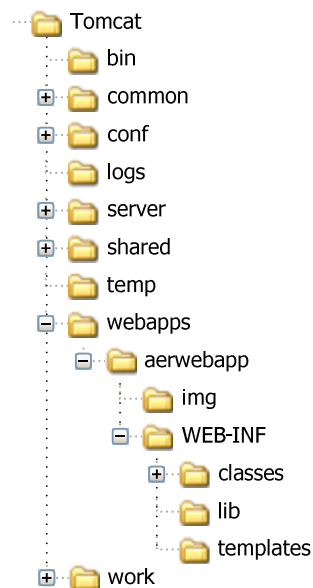 Tomcat
bin
common
conf
logs
server
shared
temp
webapps
aerwebapp
img
WEB-INF
classes
lib
templates
work